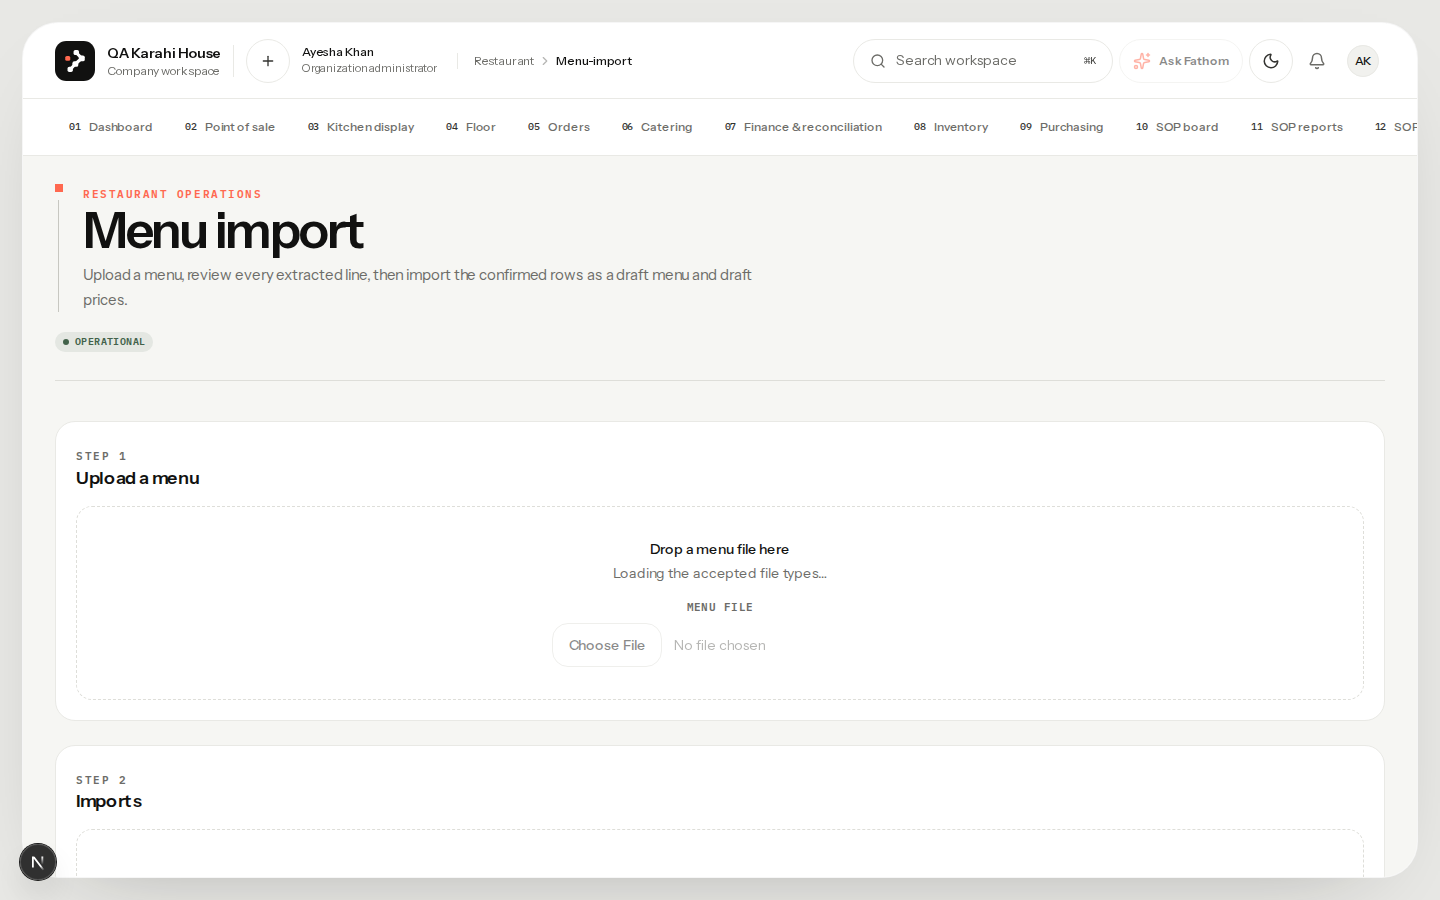 QA Karahi House
Company workspace
Ayesha Khan
Organization administrator
Restaurant
Menu-import
Search workspace
⌘K
Ask Fathom
AK
01 Dashboard
02 Point of sale
03 Kitchen display
04 Floor
05 Orders
06 Catering
07 Finance & reconciliation
08 Inventory
09 Purchasing
10 SOP board
11 SOP reports
12 SOP
RESTAURANT OPERATIONS
Menu import
Upload a menu, review every extracted line, then import the confirmed rows as a draft menu and draft
prices.
OPERATIONAL
STEP 1
Upload a menu
Drop a menu file here
Loading the accepted file types...
MENU FILE
Choose File
No file chosen
STEP 2
Imports
N